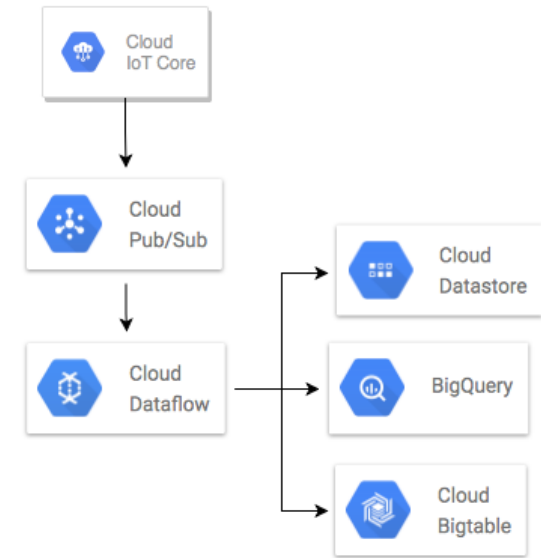 Cloud
IoT Core
Cloud
Pub/Sub
Cloud
Datastore
Cloud
Dataflow
BigQuery
Cloud
Bigtable